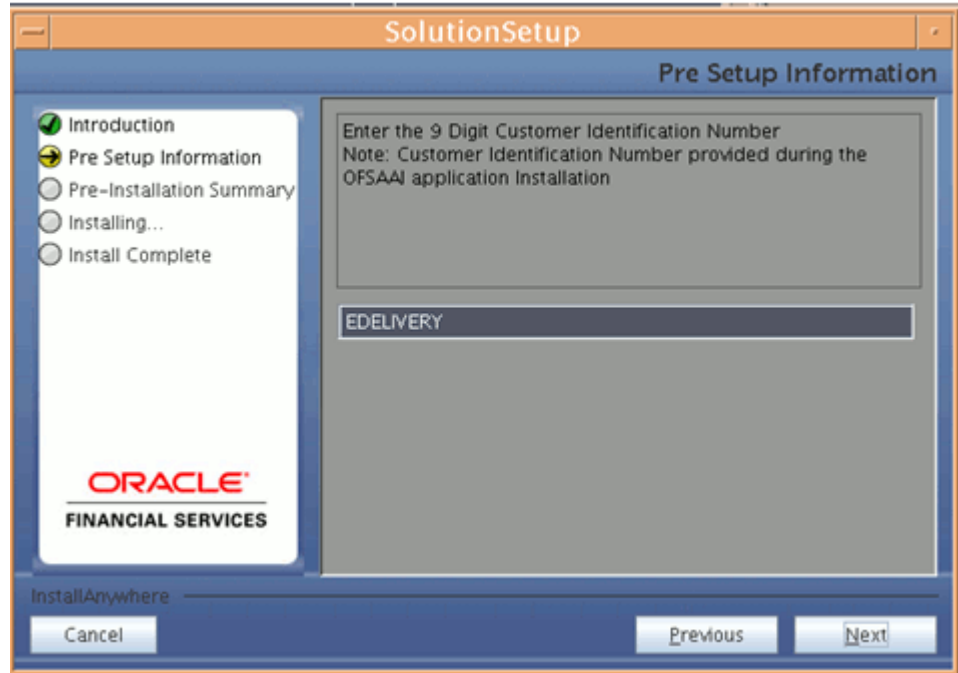 SolutionSetup
Pre Setup Information
Introduction
Pre Setup Information
Pre-Installation Summary
Installing...
Install Complete
ORACLE
FINANCIAL SERVICES
Enter the 9 Digit Customer Identification Number
Note: Customer Identification Number provided during the
OFSAAI application Installation
EDELIVERY
InstallAnywhere
Cancel
Previous
Next